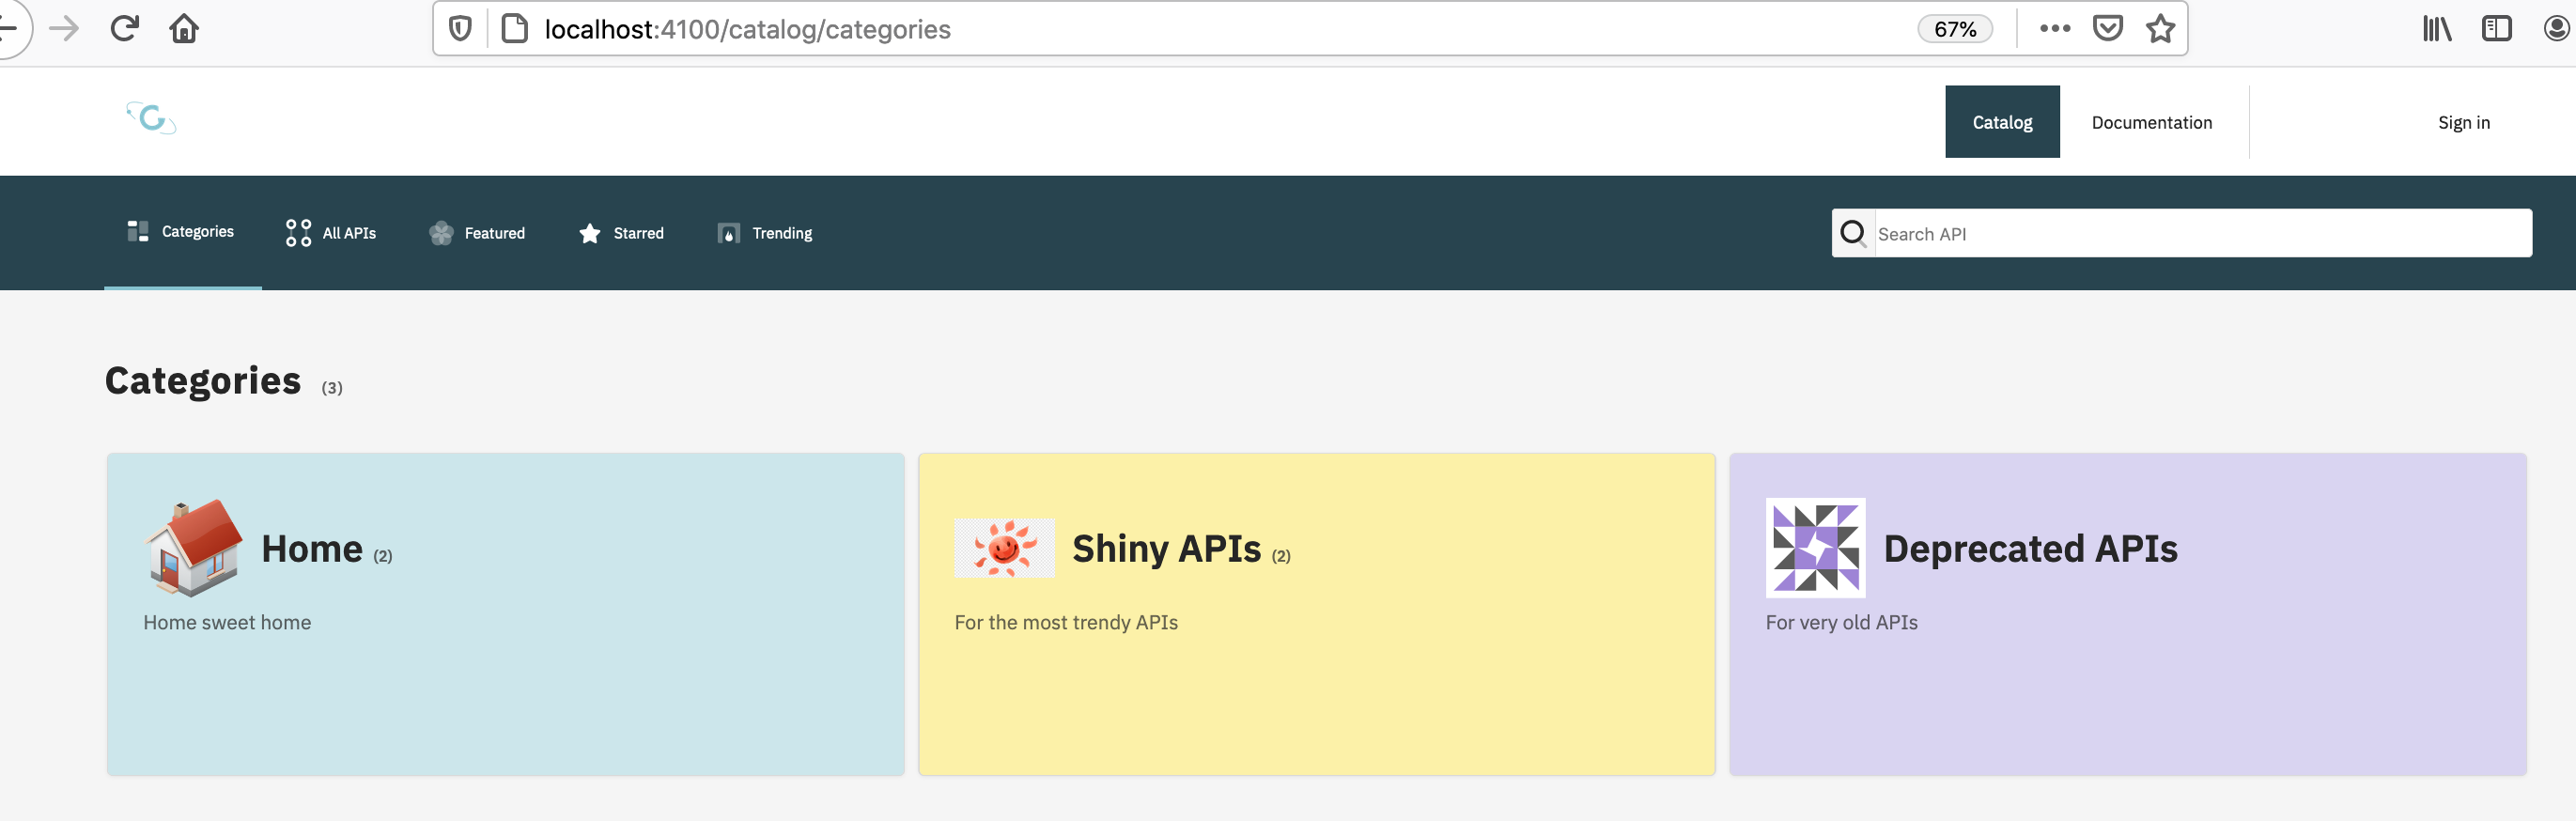 localhost:4100/catalog/categories
67%
Catalog
Documentation
Sign in
Categories
All APIs
Featured
Starred
Trending
Search API
Categories (3)
Home (2)
Home sweet home
Shiny APIs (2)
For the most trendy APIs
Deprecated APIs
For very old APIs